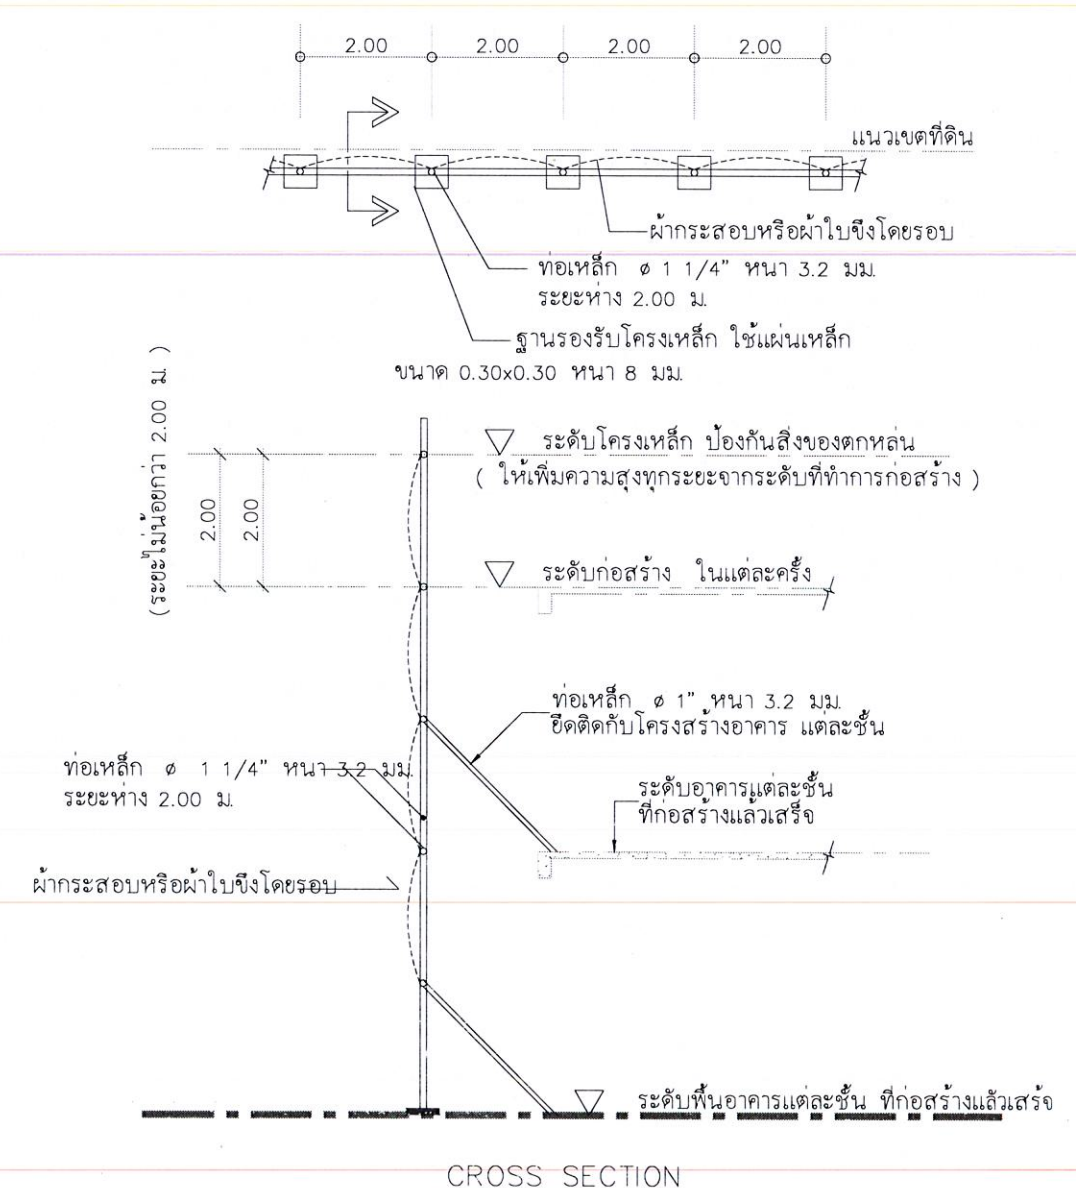 2.00 2.00 2.00 2.00
แนวเขตที่ดิน
ผ้ากระสอบหรือผ้าใบขึงโดยรอบ
ท่อเหล็ก ø 1 1/4" หนา 3.2 มม.
ระยะห่าง 2.00 ม.
ฐานรองรับโครงเหล็ก ใช้แผ่นเหล็ก
ขนาด 0.30x0.30 หนา 8 มม.
(ระยะไม่น้อยกว่า 2.00 ม.)
2.00
2.00
ระดับโครงเหล็ก ป้องกันสิ่งของตกหล่น
( ให้เพิ่มความสุงทุกระยะจากระดับที่ทำการก่อสร้าง )
ระดับก่อสร้าง ในแต่ละครั้ง
ท่อเหล็ก ø 1" หนา 3.2 มม.
ยึดติดกับโครงสร้างอาคาร แต่ละชั้น
ท่อเหล็ก ø 1 1/4" หนา 3.2 มม.
ระยะห่าง 2.00 ม.
ระดับอาคารแต่ละชั้น
ที่ก่อสร้างแล้วเสร็จ
ผ้ากระสอบหรือผ้าใบขึงโดยรอบ
ระดับพื้นอาคารแต่ละชั้น ที่ก่อสร้างแล้วเสร็จ
CROSS SECTION